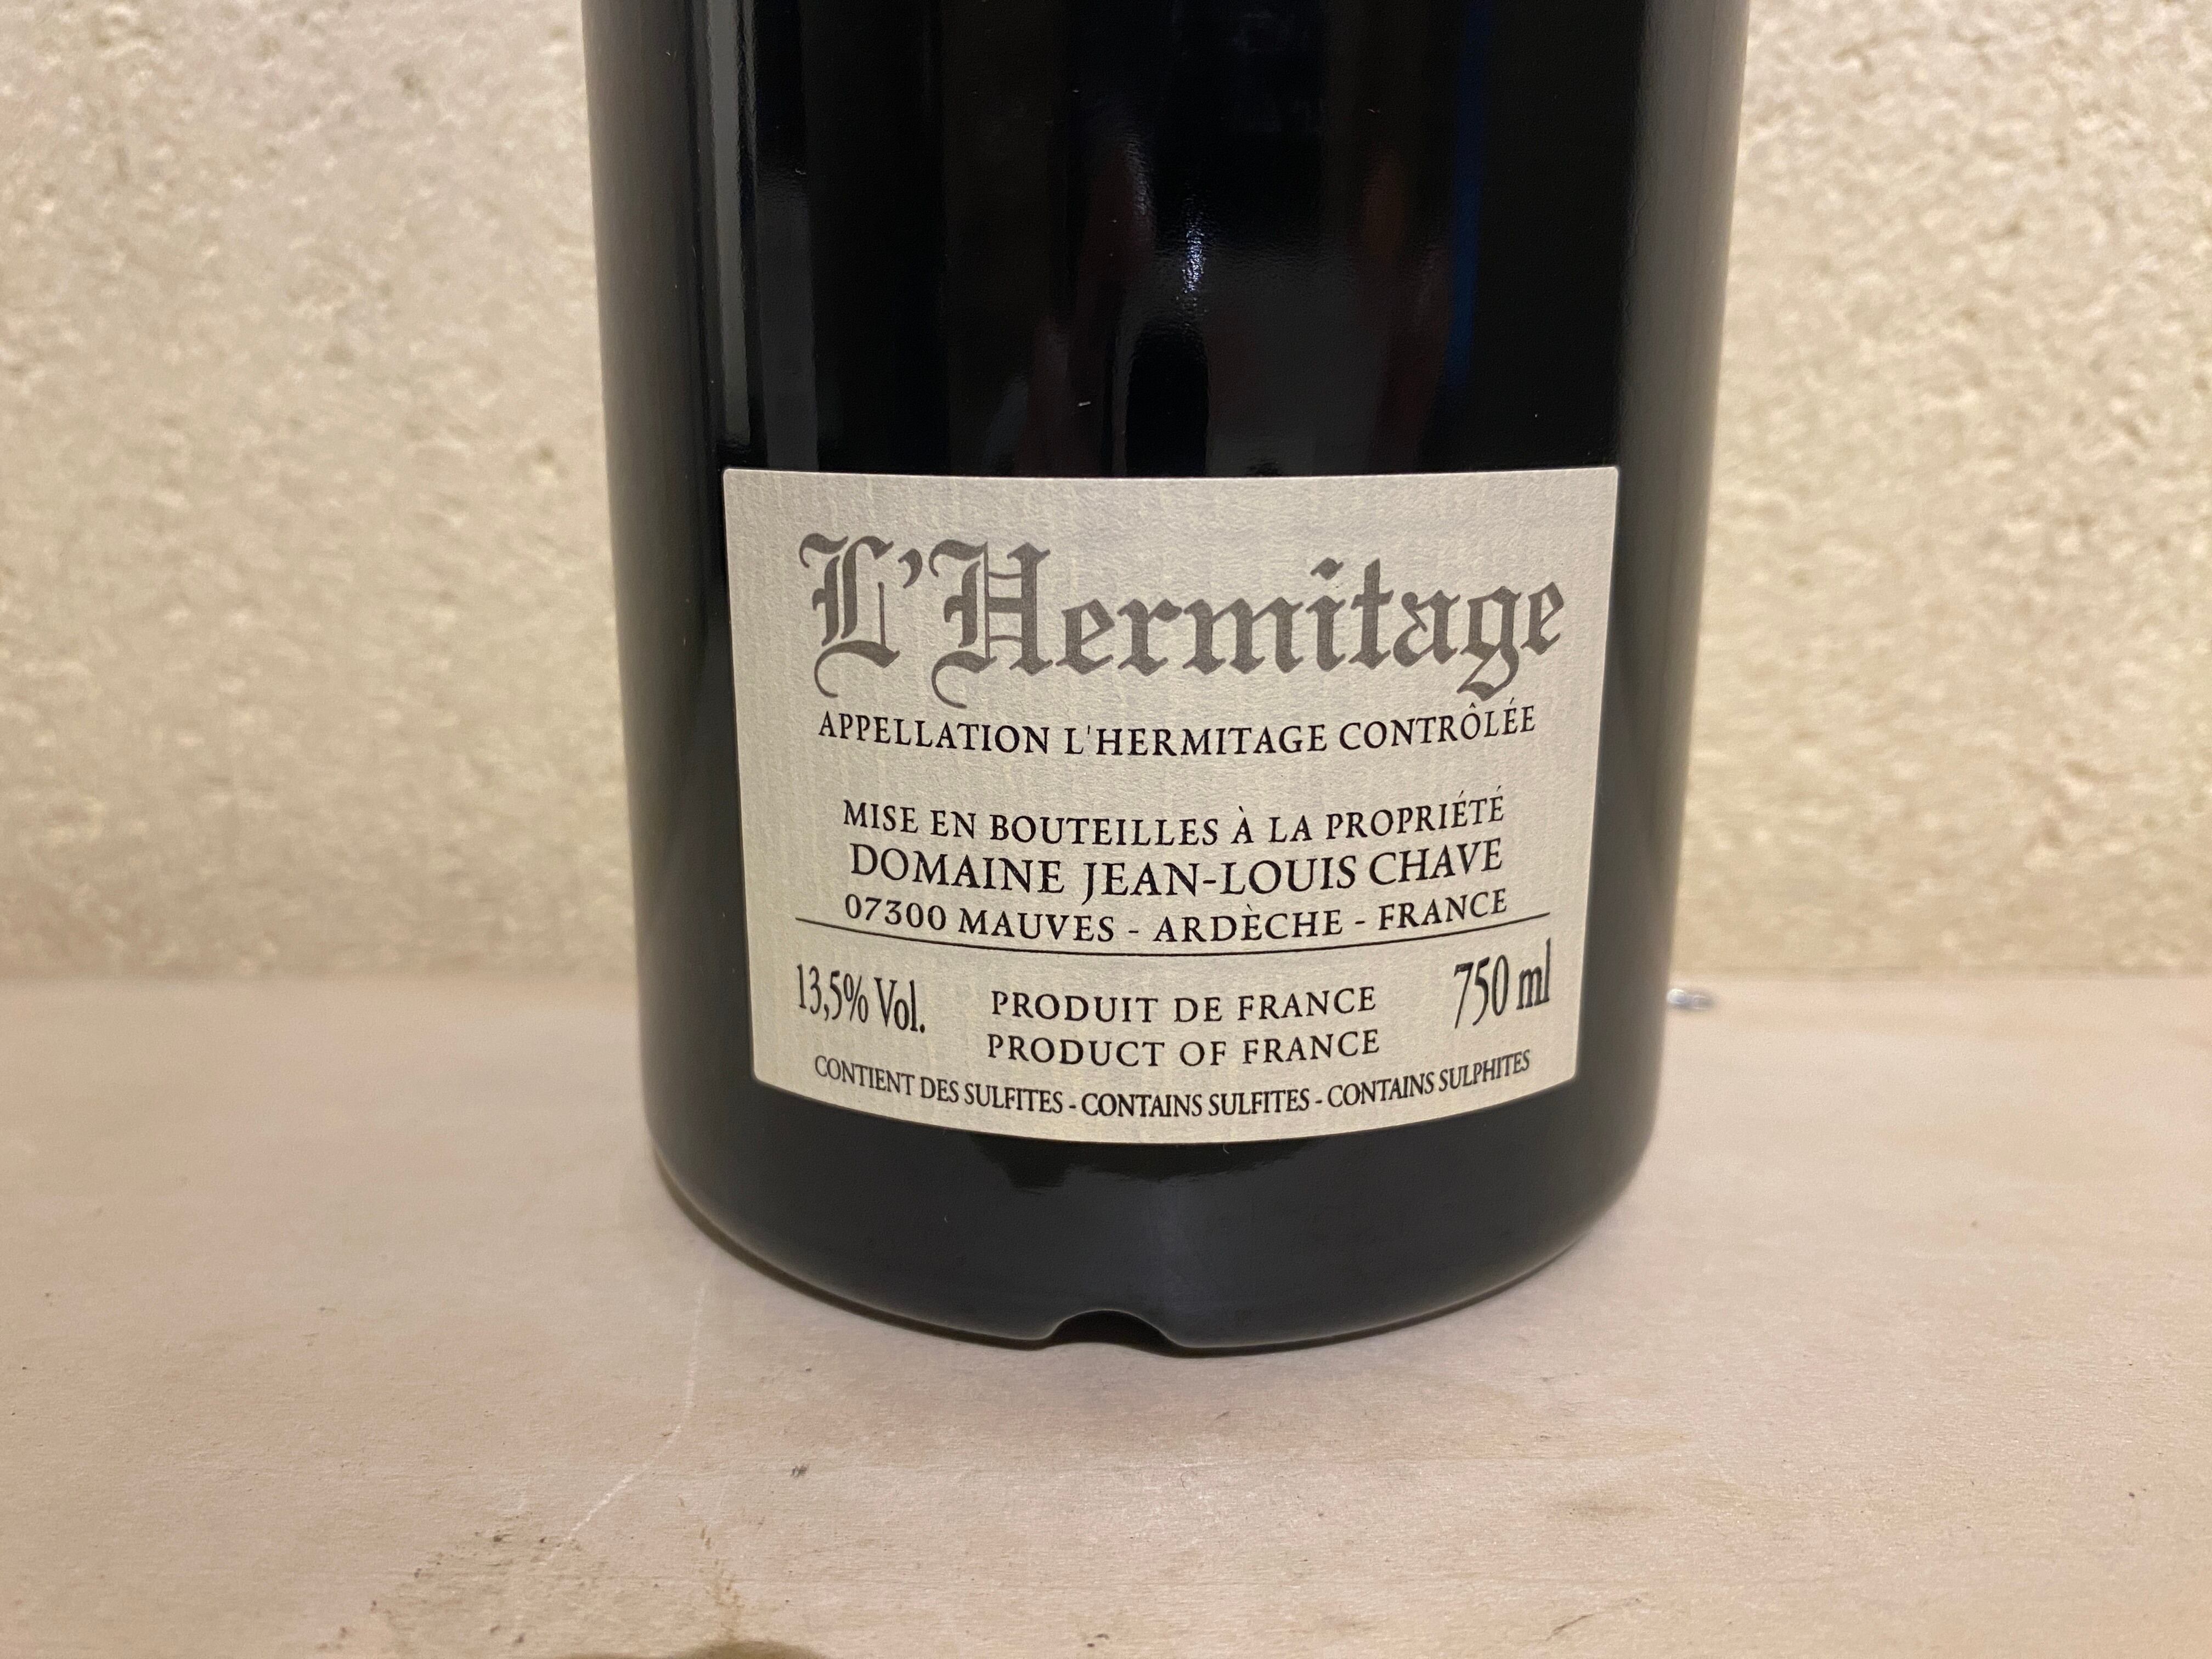 L'Hermitage
APPELLATION L'HERMITAGE CONTRÔLÉE
MISE EN BOUTEILLES À LA PROPRIÉTÉ
DOMAINE JEAN-LOUIS CHAVE
07300 MAUVES - ARDÈCHE - FRANCE
13,5% Vol. PRODUIT DE FRANCE 750 ml
PRODUCT OF FRANCE
CONTIENT DES SULFITES - CONTAINS SULFITES - CONTAINS SULPHITES